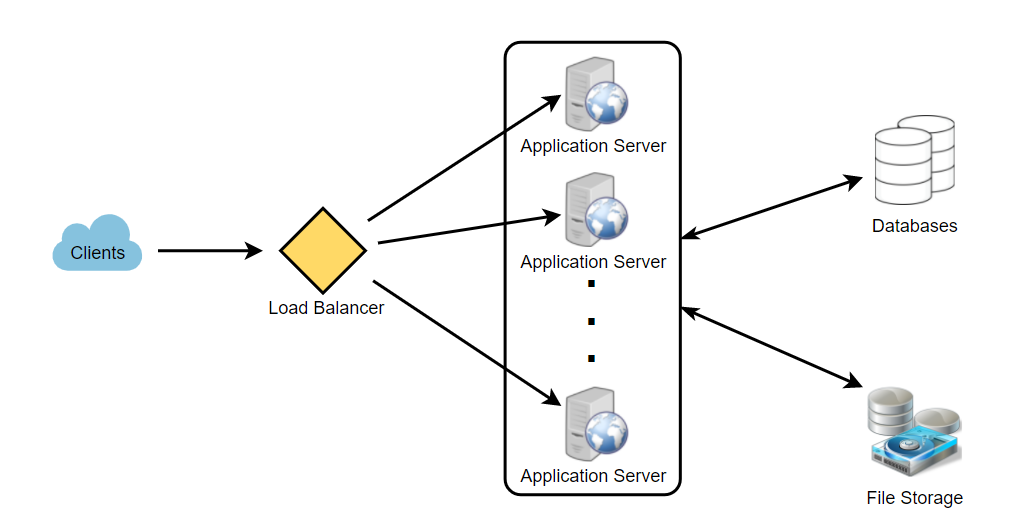 Clients
Load Balancer
Application Server
Application Server
Application Server
Databases
File Storage